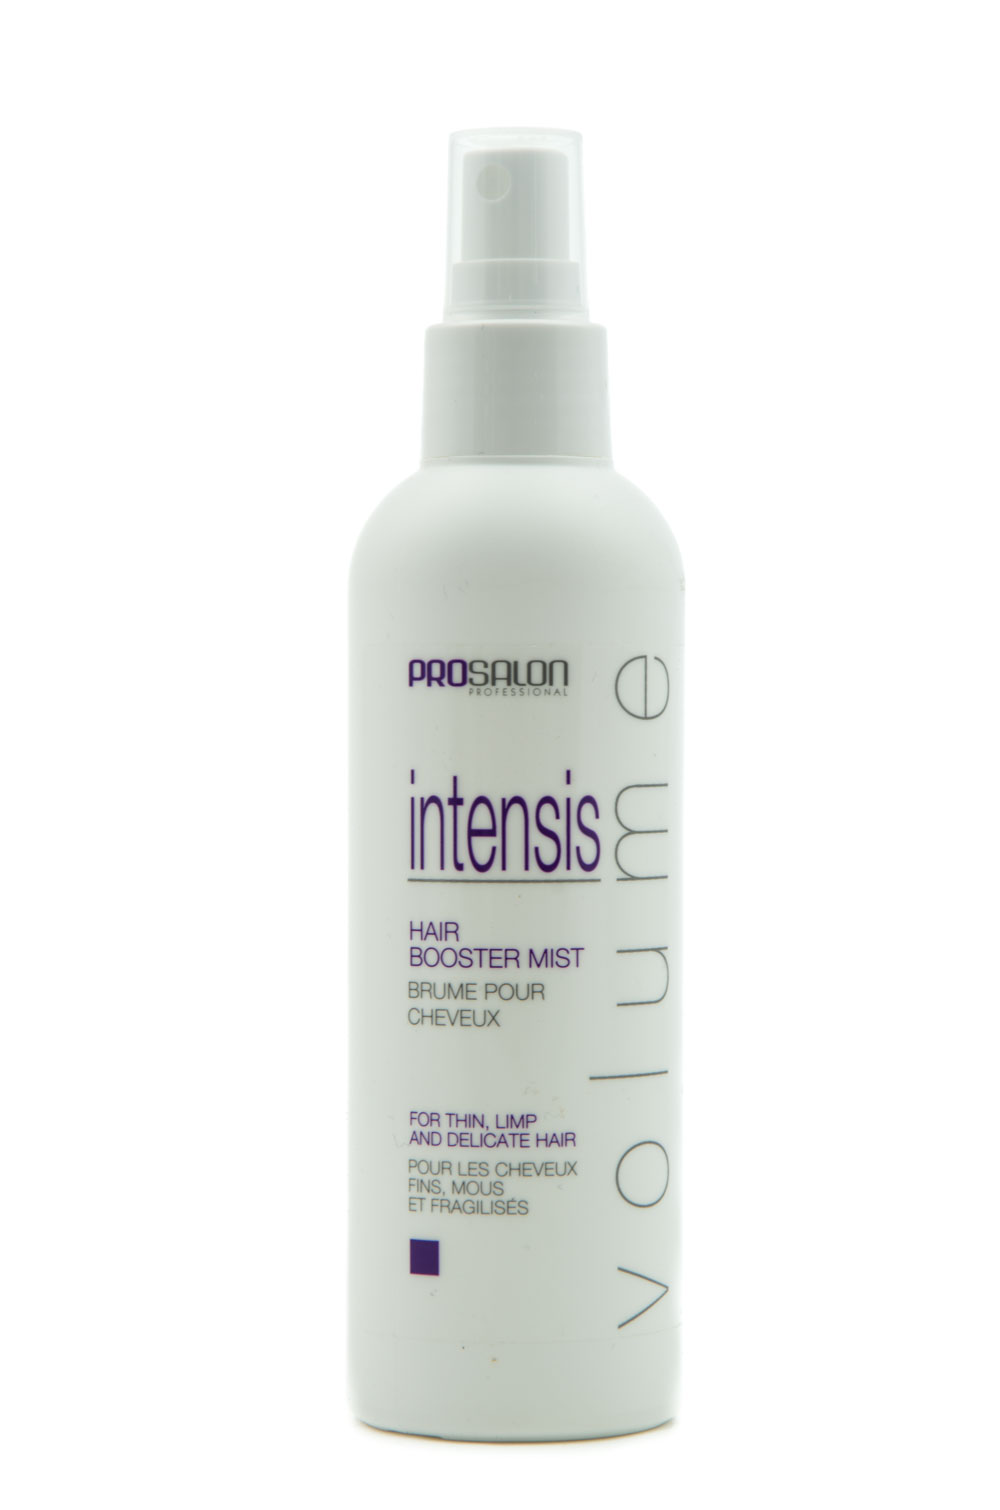 PROSALON
PROFESSIONAL
intensis
HAIR
BOOSTER MIST
BRUME POUR
CHEVEUX
FOR THIN, LIMP
AND DELICATE HAIR
POUR LES CHEVEUX
FINS, MOUS
ET FRAGILISÉS
volume